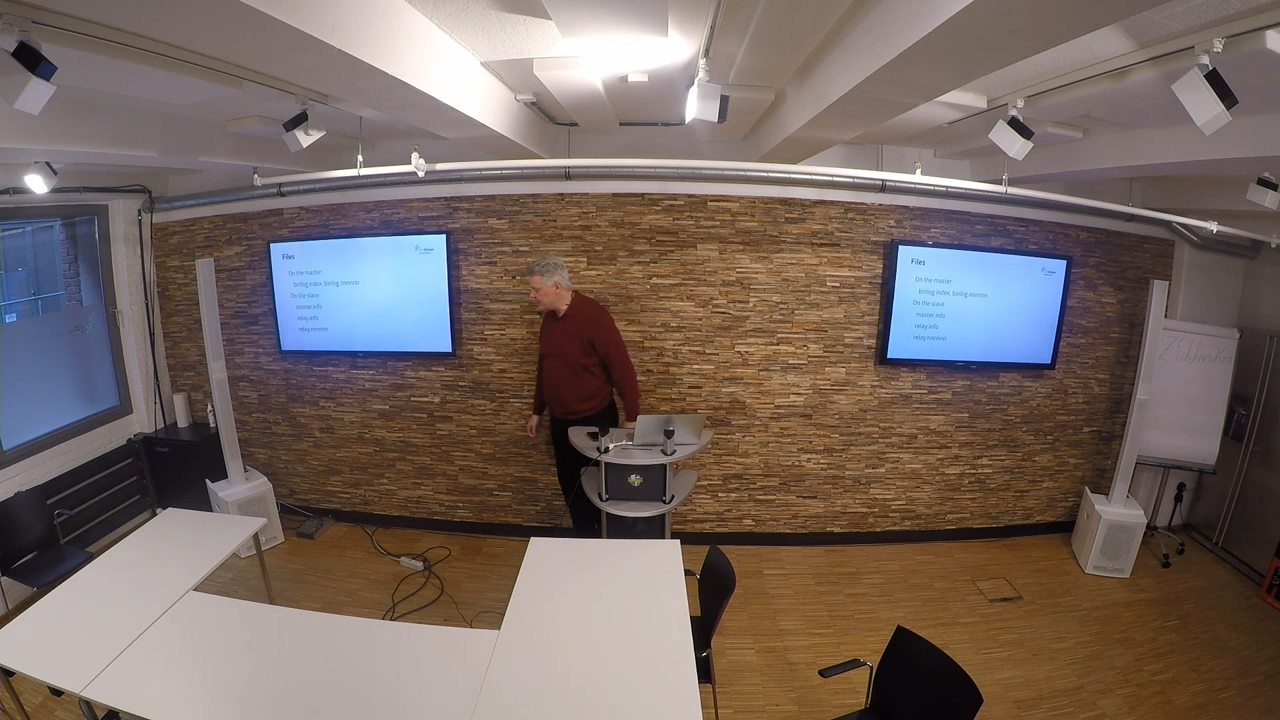 Files
On the master:
binlog index, binlog nnnnnn
On the slave:
master info
relay info
relay nnnnnn
Files
On the master:
binlog index, binlog nnnnnn
On the slave:
master info
relay info
relay nnnnnn